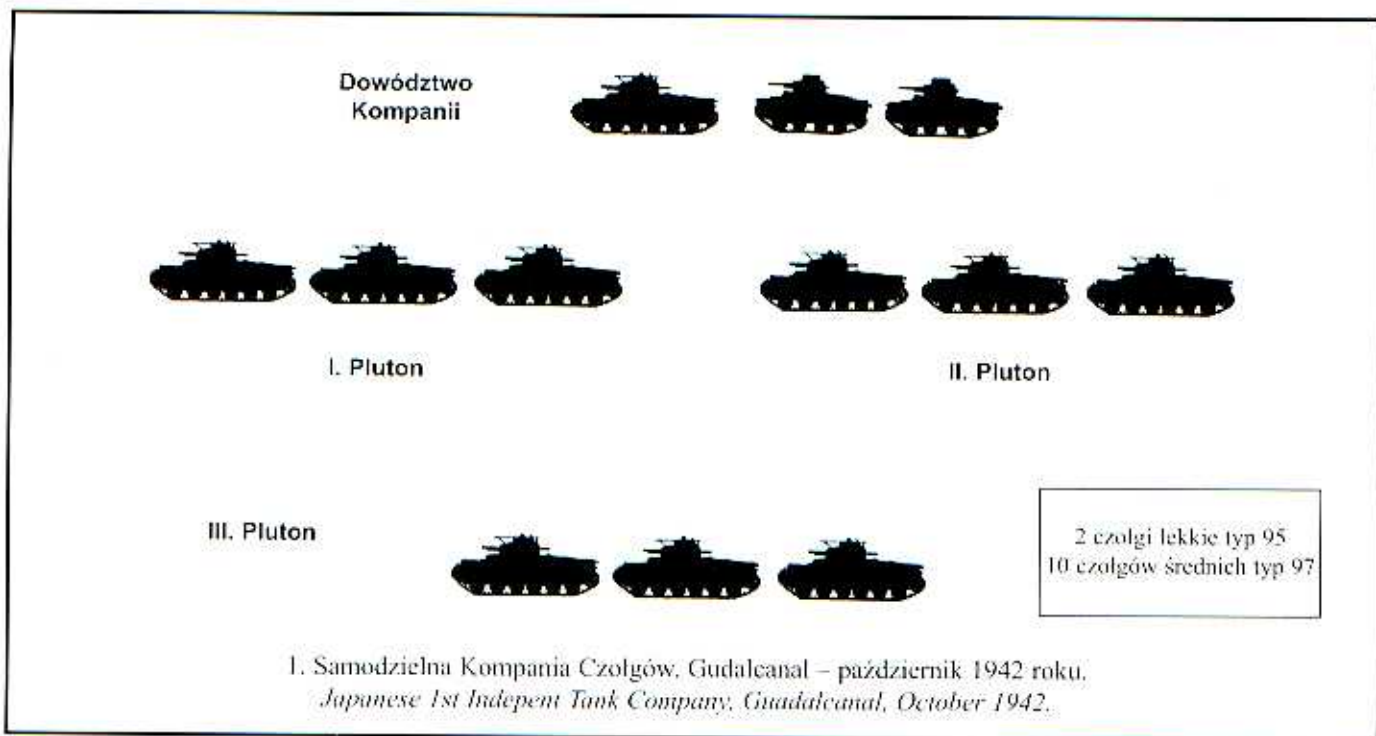 Dowództwo
Kompanii
I. Pluton
II. Pluton
III. Pluton
2 czołgi lekkie typ 95
10 czołgów średnich typ 97
1. Samodzielna Kompania Czołgów, Gudalcanal – październik 1942 roku.
Japanese 1st Indepent Tank Company, Guadalcanal, October 1942.